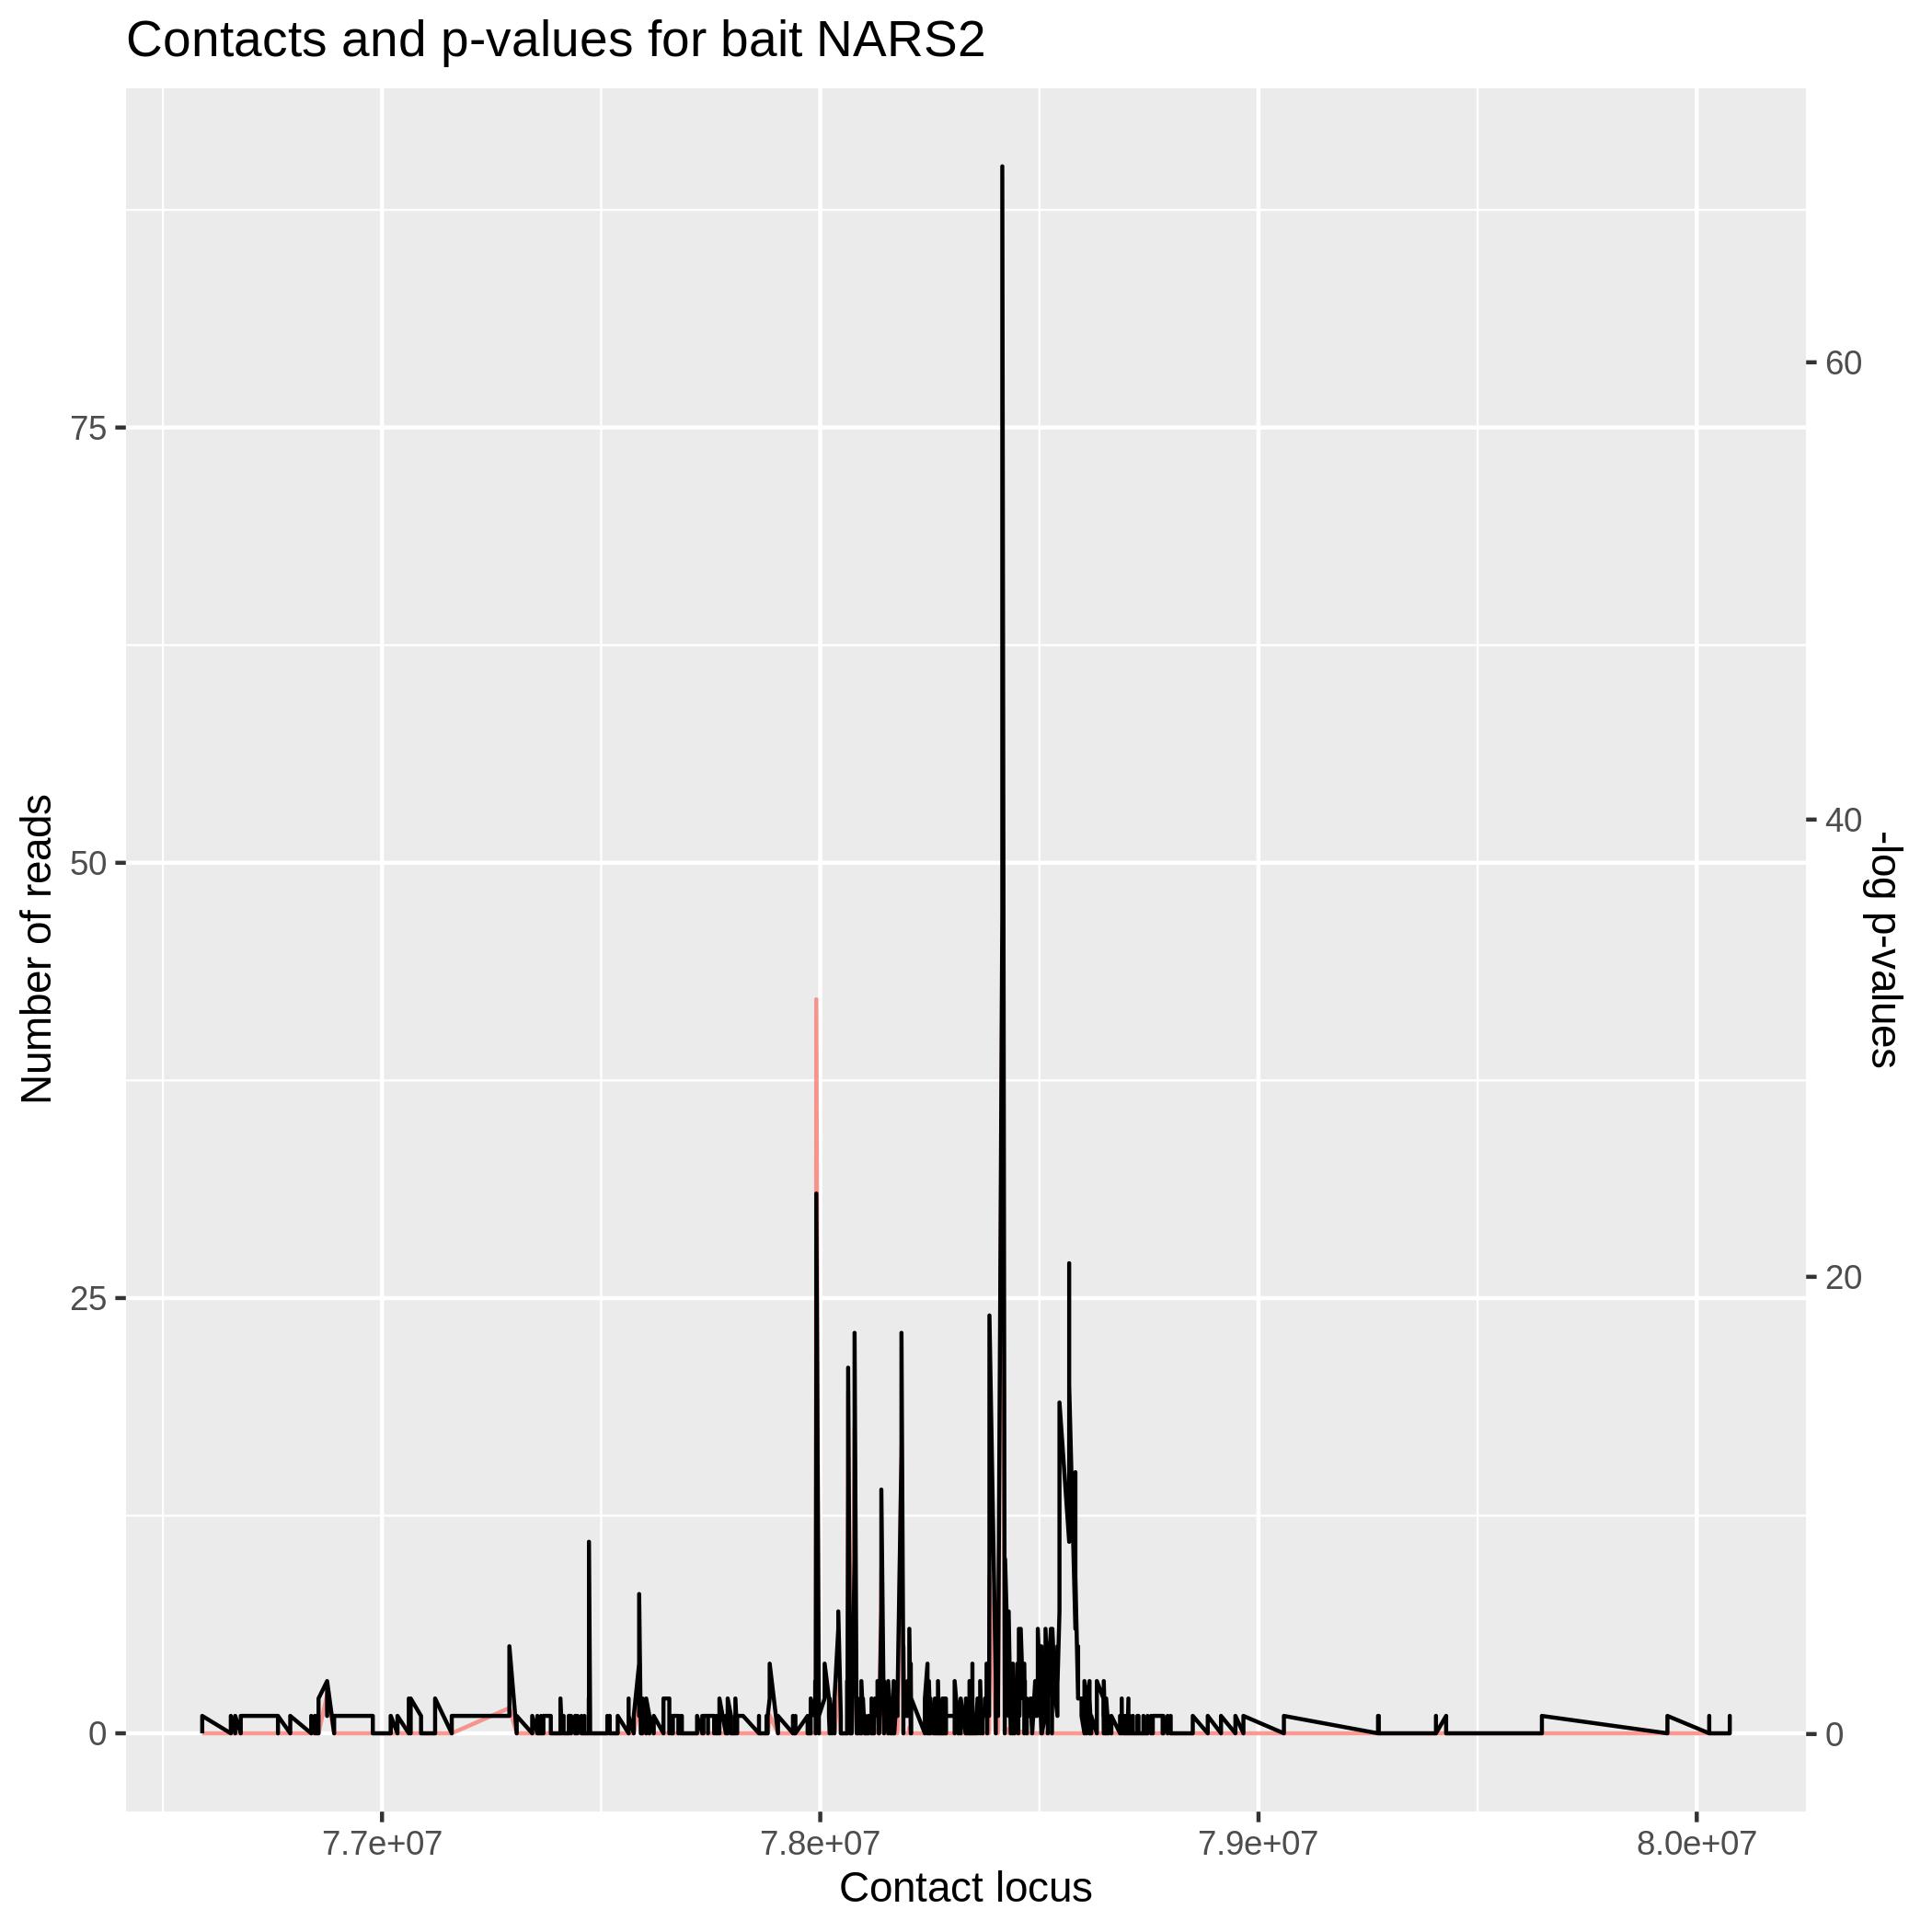 Contacts and p-values for bait NARS2
75
50
25
0
60
40
20
0
Number of reads
-log p-values
7.7e+07
7.8e+07
7.9e+07
8.0e+07
Contact locus